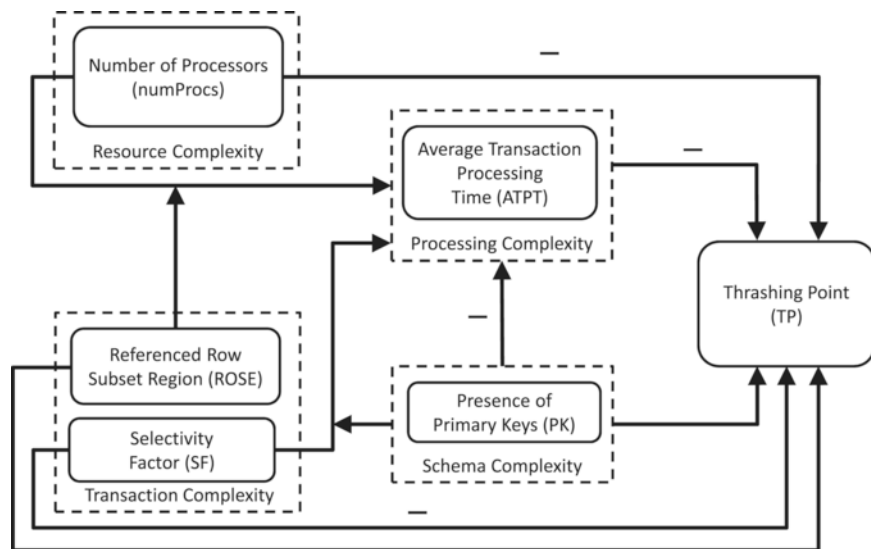 Number of Processors
(numProcs)
Resource Complexity
—
Average Transaction
Processing
Time (ATPT)
Processing Complexity
—
Thrashing Point
(TP)
Referenced Row
Subset Region (ROSE)
Selectivity
Factor (SF)
Transaction Complexity
—
Presence of
Primary Keys (PK)
Schema Complexity
—